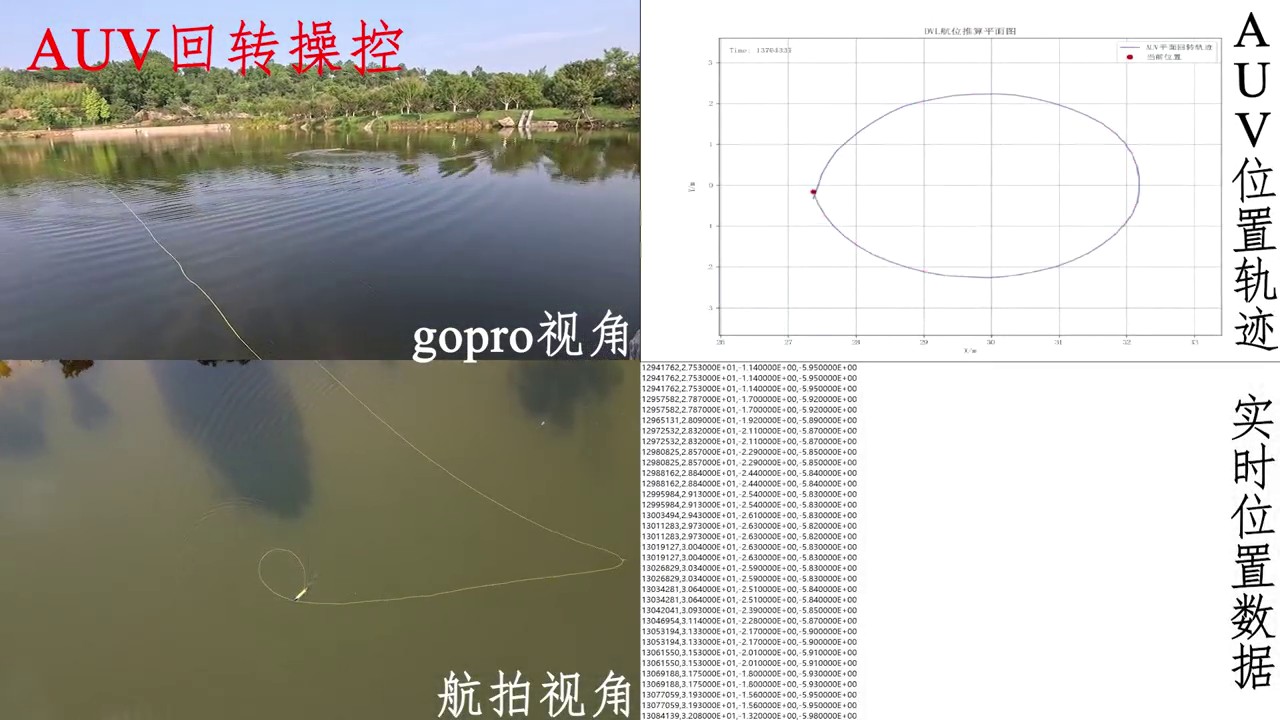 AUV回转操控
gopro视角
航拍视角
DVL航位推算平面图
Time: 13704337
AUV平面回转轨迹
当前位置
3
2
1
0
1
2
3
Y/m
26
27
28
29
30
31
32
33
X/m
AUV位置轨迹
12941762,2.753000E+01,-1.140000E+00,-5.950000E+00
12941762,2.753000E+01,-1.140000E+00,-5.950000E+00
12941762,2.753000E+01,-1.140000E+00,-5.950000E+00
12957582,2.787000E+01,-1.700000E+00,-5.920000E+00
12957582,2.787000E+01,-1.700000E+00,-5.920000E+00
12965131,2.809000E+01,-1.920000E+00,-5.890000E+00
12972532,2.832000E+01,-2.110000E+00,-5.870000E+00
12972532,2.832000E+01,-2.110000E+00,-5.870000E+00
12980825,2.857000E+01,-2.290000E+00,-5.850000E+00
12980825,2.857000E+01,-2.290000E+00,-5.850000E+00
12988162,2.884000E+01,-2.440000E+00,-5.840000E+00
12988162,2.884000E+01,-2.440000E+00,-5.840000E+00
12995984,2.913000E+01,-2.540000E+00,-5.830000E+00
12995984,2.913000E+01,-2.540000E+00,-5.830000E+00
13003494,2.943000E+01,-2.610000E+00,-5.830000E+00
13011283,2.973000E+01,-2.630000E+00,-5.820000E+00
13011283,2.973000E+01,-2.630000E+00,-5.820000E+00
13019127,3.004000E+01,-2.630000E+00,-5.830000E+00
13019127,3.004000E+01,-2.630000E+00,-5.830000E+00
13026829,3.034000E+01,-2.590000E+00,-5.830000E+00
13026829,3.034000E+01,-2.590000E+00,-5.830000E+00
13034281,3.064000E+01,-2.510000E+00,-5.840000E+00
13034281,3.064000E+01,-2.510000E+00,-5.840000E+00
13042041,3.093000E+01,-2.390000E+00,-5.850000E+00
13046954,3.114000E+01,-2.280000E+00,-5.870000E+00
13053194,3.133000E+01,-2.170000E+00,-5.900000E+00
13053194,3.133000E+01,-2.170000E+00,-5.900000E+00
13061550,3.153000E+01,-2.010000E+00,-5.910000E+00
13061550,3.153000E+01,-2.010000E+00,-5.910000E+00
13069188,3.175000E+01,-1.800000E+00,-5.930000E+00
13069188,3.175000E+01,-1.800000E+00,-5.930000E+00
13077059,3.193000E+01,-1.560000E+00,-5.950000E+00
13077059,3.193000E+01,-1.560000E+00,-5.950000E+00
13084139,3.208000E+01,-1.320000E+00,-5.980000E+00
实时位置数据